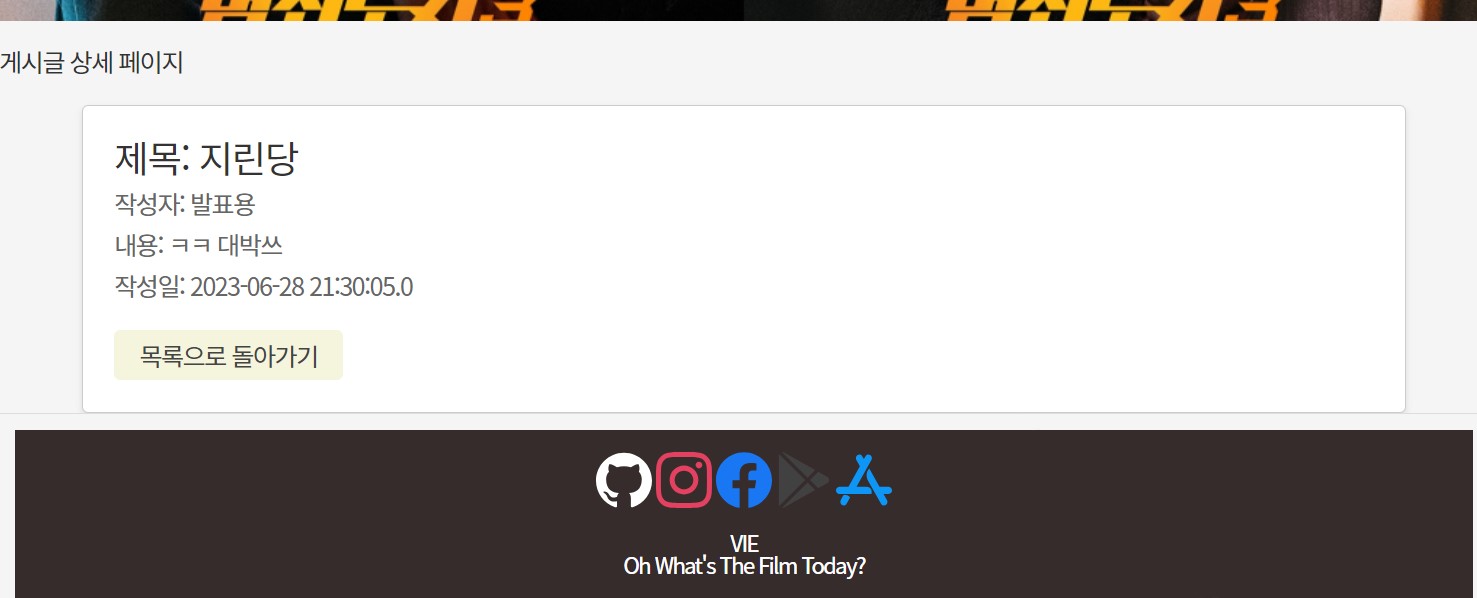 게시글 상세 페이지
제목: 지린당
작성자: 발표용
내용: ㅋㅋ 대박쓰
작성일: 2023-06-28 21:30:05.0
목록으로 돌아가기
VIE
Oh What's The Film Today?